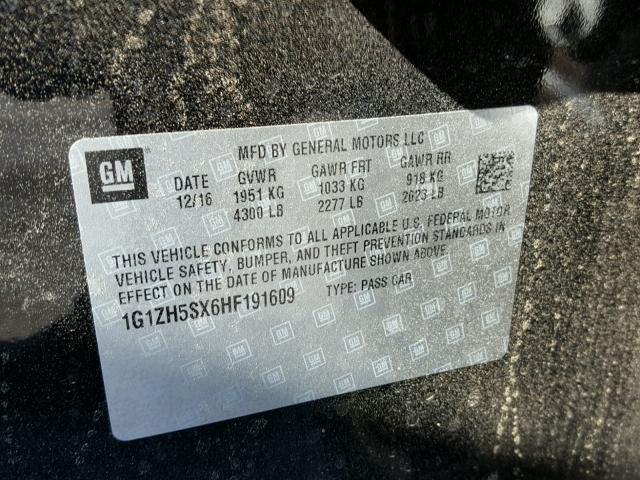 GM
MFD BY GENERAL MOTORS LLC
DATE GVWR GAWR FRT GAWR RR
12/16 1951 KG 1033 KG 918 KG
4300 LB 2277 LB 2623 LB
THIS VEHICLE CONFORMS TO ALL APPLICABLE U.S. FEDERAL MOTOR
VEHICLE SAFETY, BUMPER, AND THEFT PREVENTION STANDARDS IN
EFFECT ON THE DATE OF MANUFACTURE SHOWN ABOVE.
1G1ZH5SX6HF191609 TYPE: PASS CAR